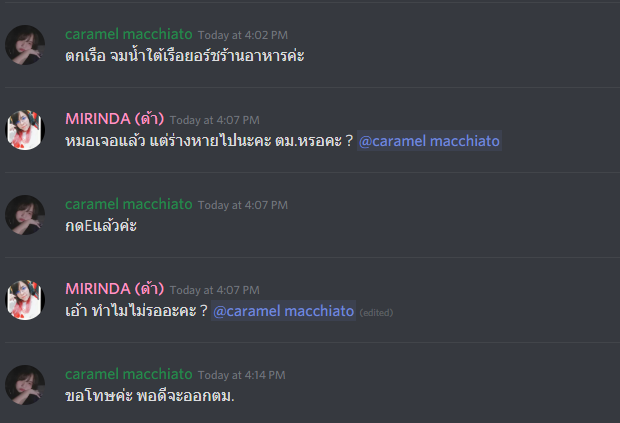 caramel macchiato Today at 4:02 PM
ตกเรือ จมน้ำใต้เรือยอร์ชร้านอาหารค่ะ
MIRINDA (ต้า) Today at 4:07 PM
หมอเจอแล้ว แต่ร่างหายไปนะคะ ตม.หรอคะ ? @caramel macchiato
caramel macchiato Today at 4:07 PM
กดEแล้วค่ะ
MIRINDA (ต้า) Today at 4:07 PM
เอ้า ทำไมไม่รออะคะ ? @caramel macchiato (edited)
caramel macchiato Today at 4:14 PM
ขอโทษค่ะ พอดีจะออกตม.